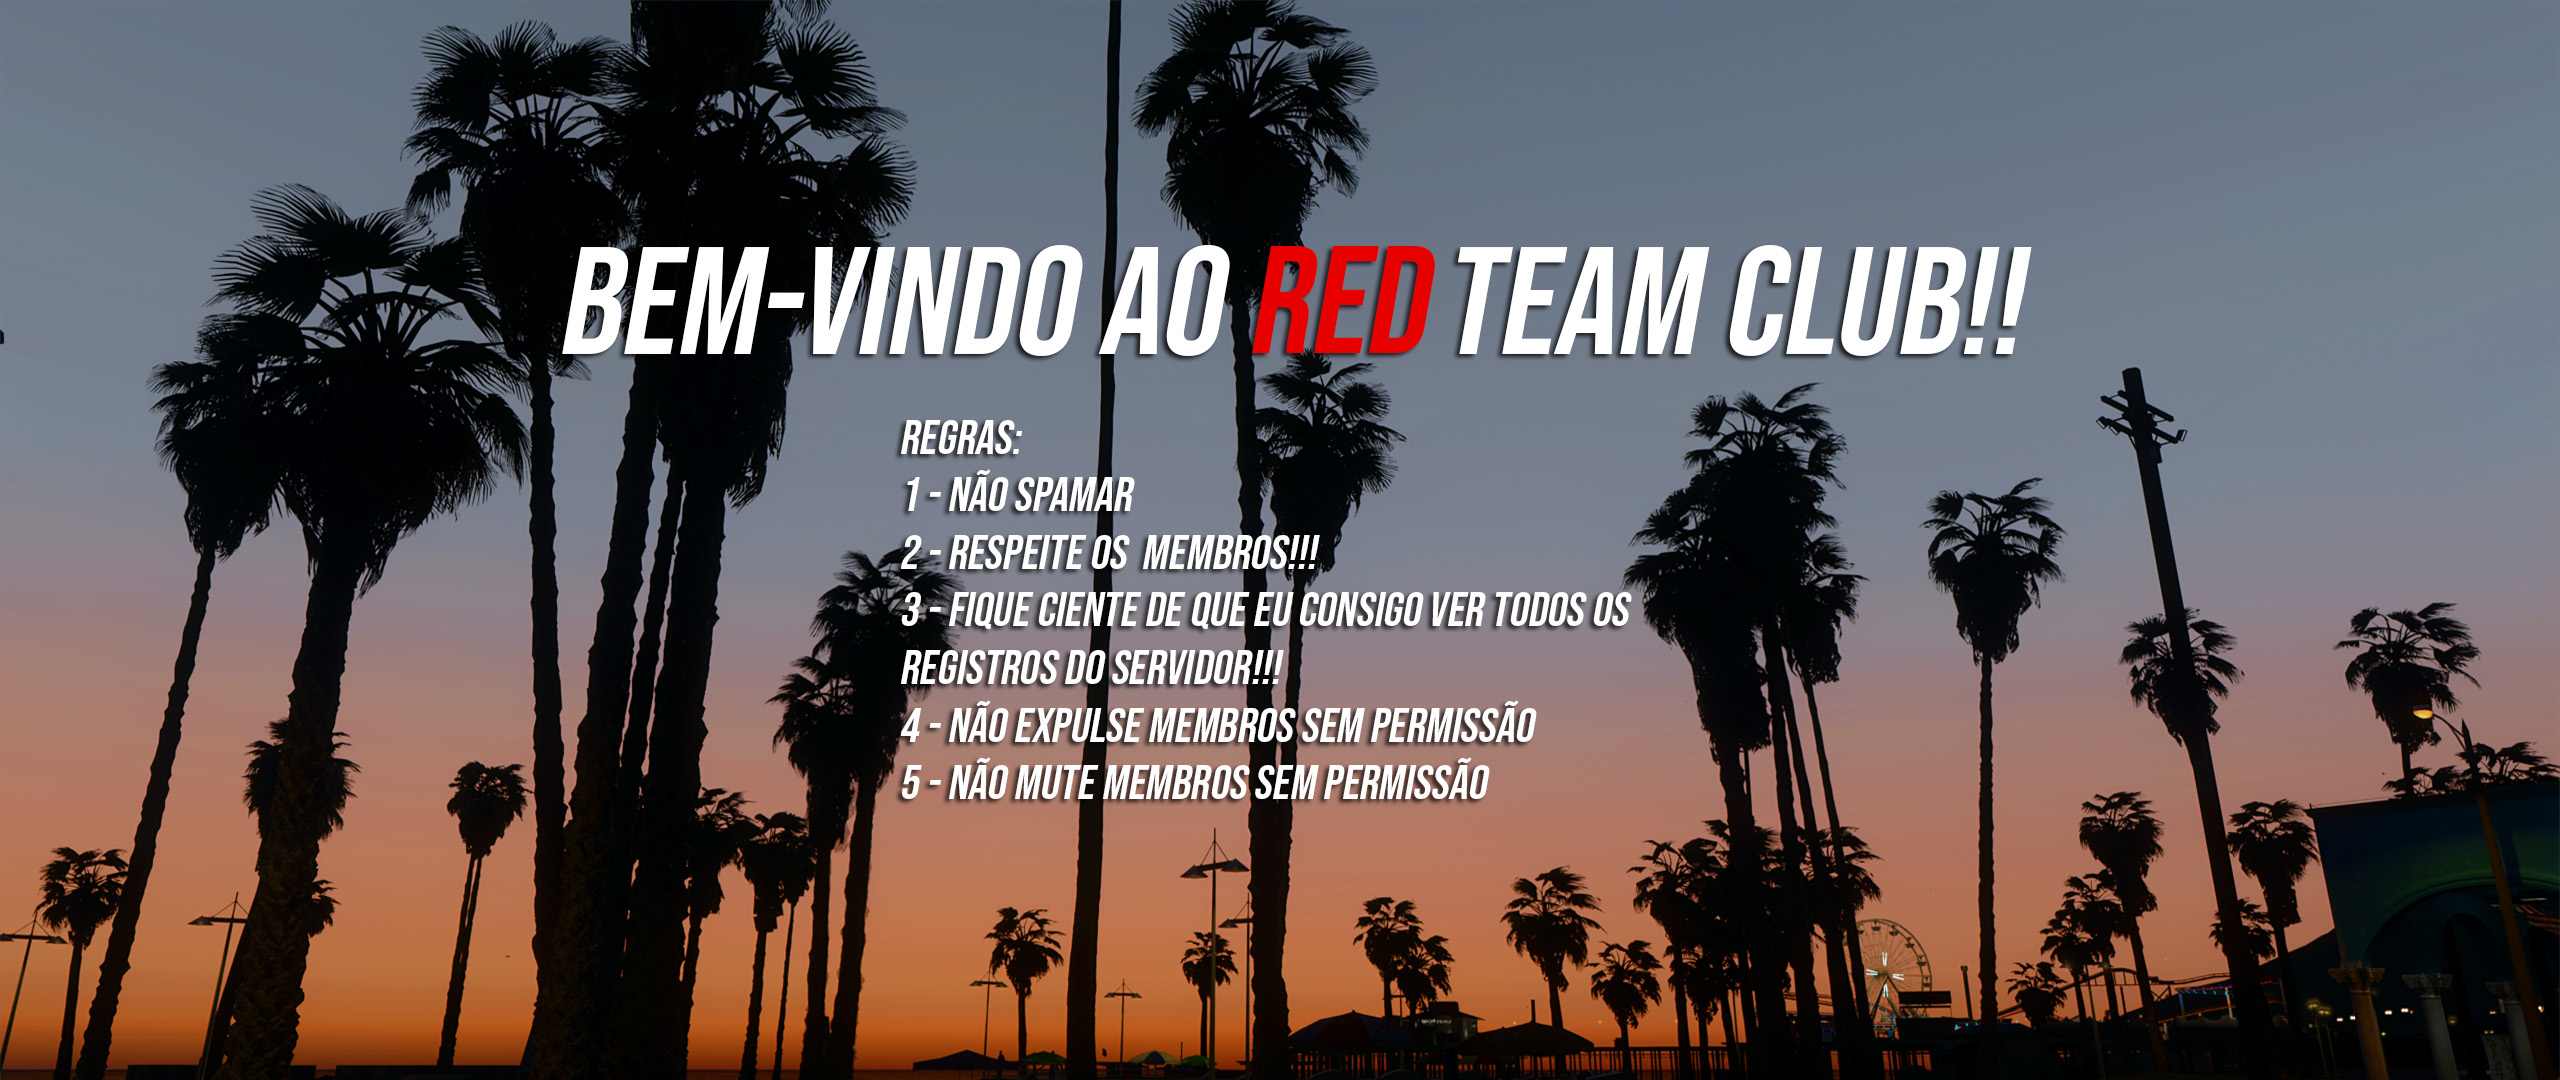 BEM-VINDO AO RED TEAM CLUB!!
REGRAS:
1 - NÃO SPAMAR
2 - RESPEITE OS MEMBROS!!!
3 - FIQUE CIENTE DE QUE EU CONSIGO VER TODOS OS
REGISTROS DO SERVIDOR!!!
4 - NÃO EXPULSE MEMBROS SEM PERMISSÃO
5 - NÃO MUTE MEMBROS SEM PERMISSÃO